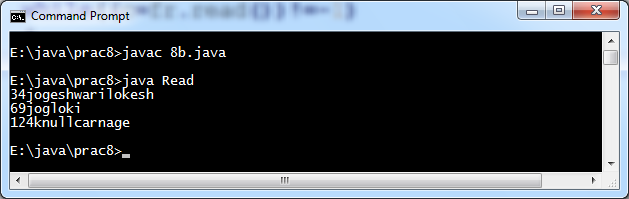 Command Prompt
E:\java\prac8>javac 8b.java
E:\java\prac8>java Read
34jogeshwarilokesh
69jogloki
124knullcarnage
E:\java\prac8>